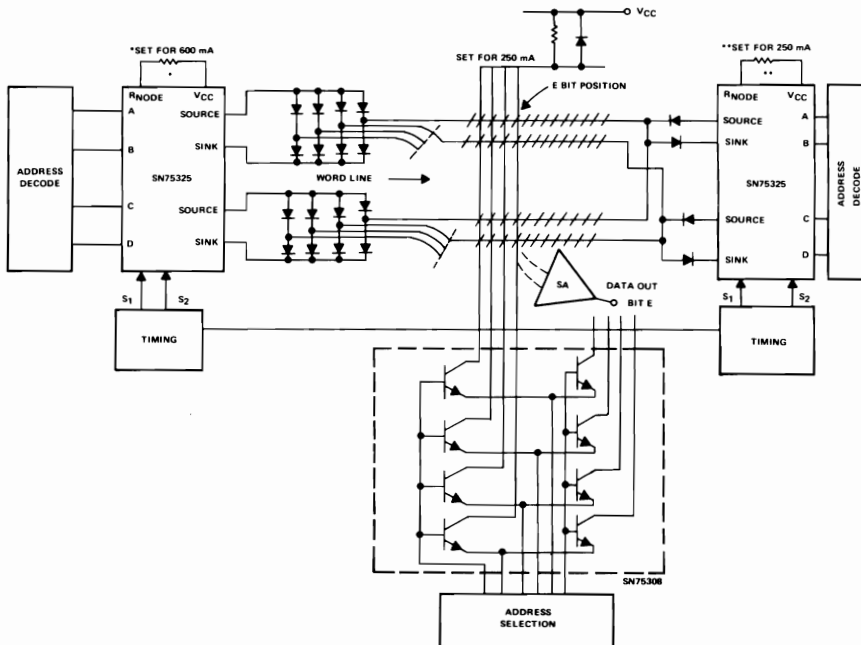 VCC
*SET FOR 600 mA
SET FOR 250 mA
**SET FOR 250 mA
*
**
E BIT POSITION
RNODE VCC
RNODE VCC
A
SOURCE
SOURCE
A
B
SINK
SINK
B
ADDRESS DECODE
SN75325
WORD LINE
SN75325
ADDRESS DECODE
C
SOURCE
SOURCE
C
D
SINK
SINK
D
SA
DATA OUT
BIT E
S1 S2
S1 S2
TIMING
TIMING
SN75308
ADDRESS
SELECTION